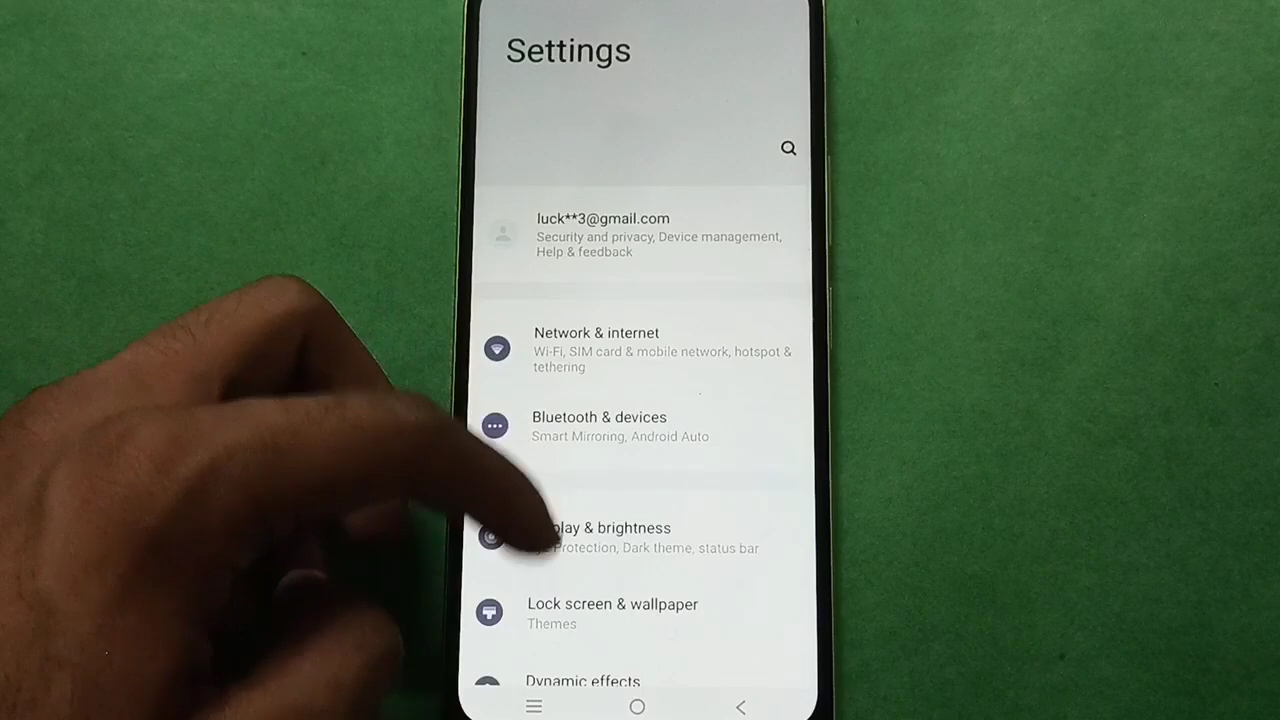 Settings
luck**3@gmail.com
Security and privacy, Device management,
Help & feedback
Network & internet
Wi-Fi, SIM card & mobile network, hotspot &
tethering
Bluetooth & devices
Smart Mirroring, Android Auto
play & brightness
Protection, Dark theme, status bar
Lock screen & wallpaper
Themes
Dynamic effects